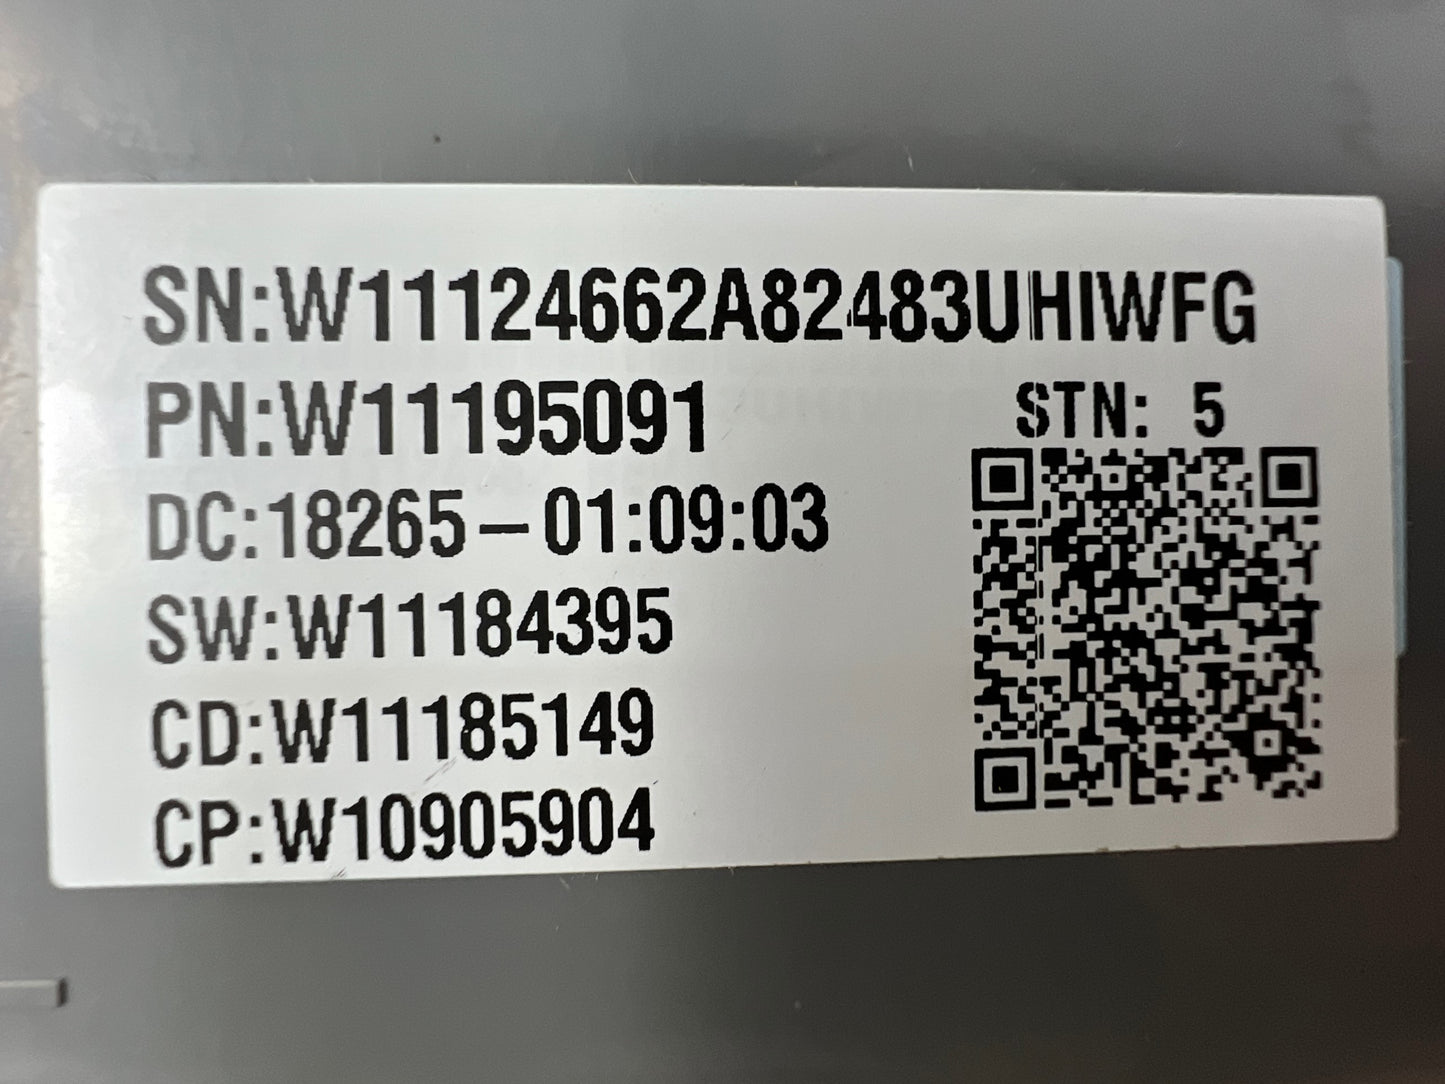 SN:W11124662A82483UHIWFG
PN:W11195091
STN: 5
DC:18265-01:09:03
SW:W11184395
CD:W11185149
CP:W10905904